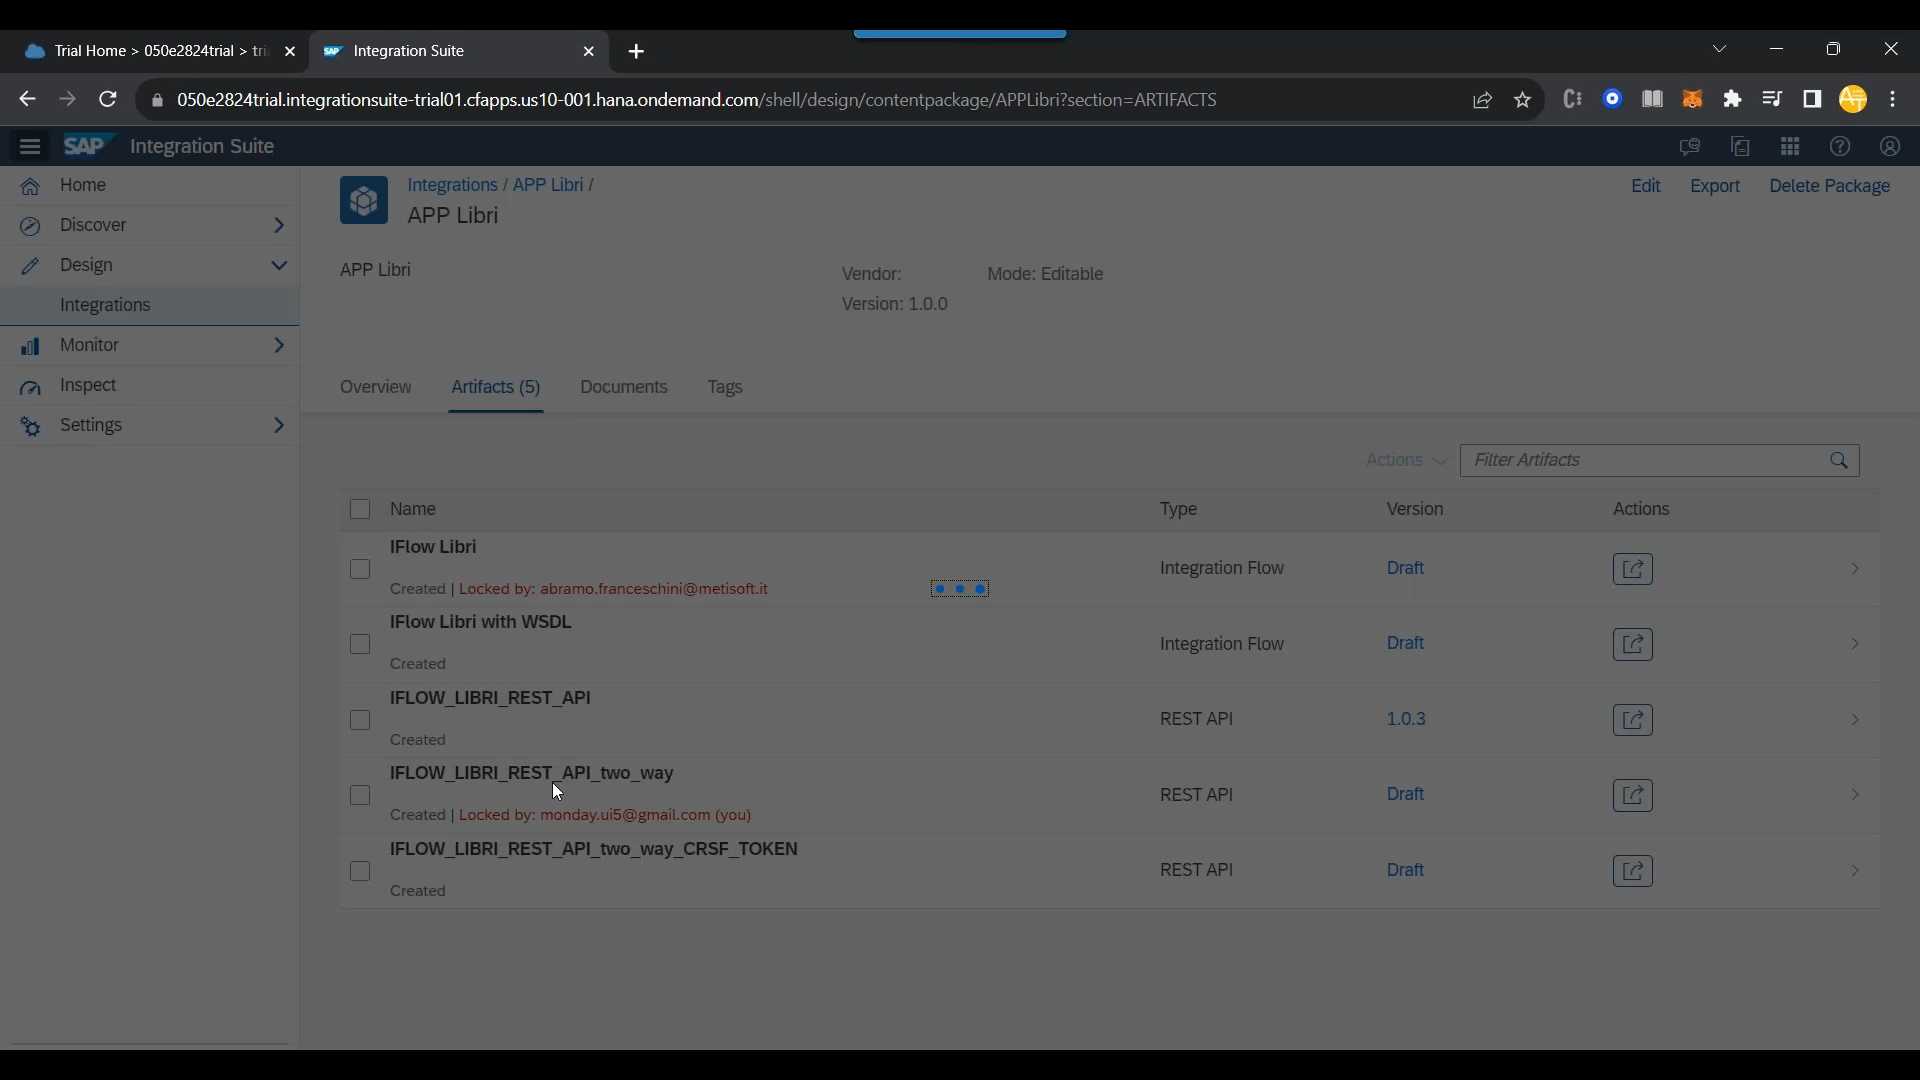 Trial Home > 050e2824trial > tri
Integration Suite
050e2824trial.integrationsuite-trial01.cfapps.us10-001.hana.ondemand.com/shell/design/contentpackage/APPLibri?section=ARTIFACTS
SAP Integration Suite
Home
Discover
Design
Integrations
Monitor
Inspect
Settings
Integrations / APP Libri /
APP Libri
Edit Export Delete Package
APP Libri
Vendor: Mode: Editable
Version: 1.0.0
Overview Artifacts (5) Documents Tags
Actions Filter Artifacts
Name Type Version Actions
IFlow Libri
Created | Locked by: abramo.franceschini@metisoft.it
Integration Flow Draft
IFlow Libri with WSDL
Created
Integration Flow Draft
IFLOW_LIBRI_REST_API
Created
REST API 1.0.3
IFLOW_LIBRI_REST_API_two_way
Created | Locked by: monday.ui5@gmail.com (you)
REST API Draft
IFLOW_LIBRI_REST_API_two_way_CRSF_TOKEN
Created
REST API Draft